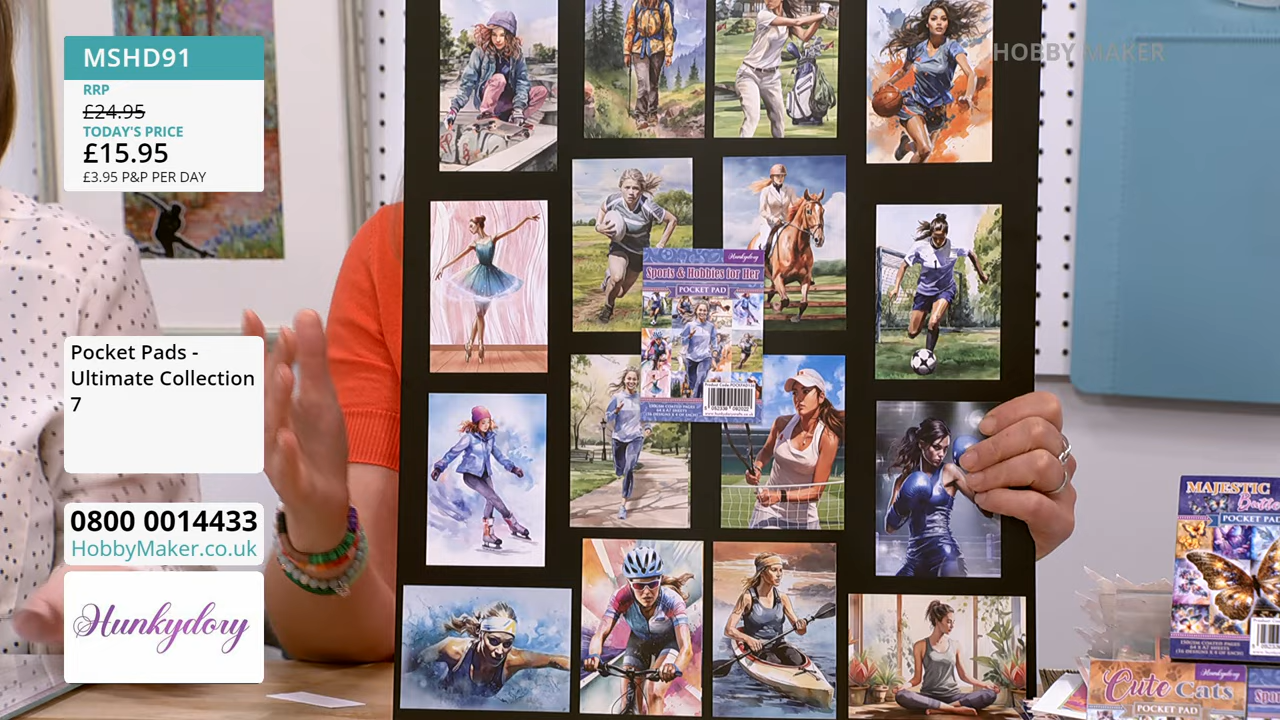 MSHD91
RRP
£24.95
TODAY'S PRICE
£15.95
£3.95 P&P PER DAY
Pocket Pads -
Ultimate Collection
7
0800 0014433
HobbyMaker.co.uk
Hunkydory
HOBBY MAKER
Hunkydory
Sports & Hobbies for Her
POCKET PAD
MAJESTIC
POCKET PAD
Hunkydory
Cute Cats
POCKET PAD